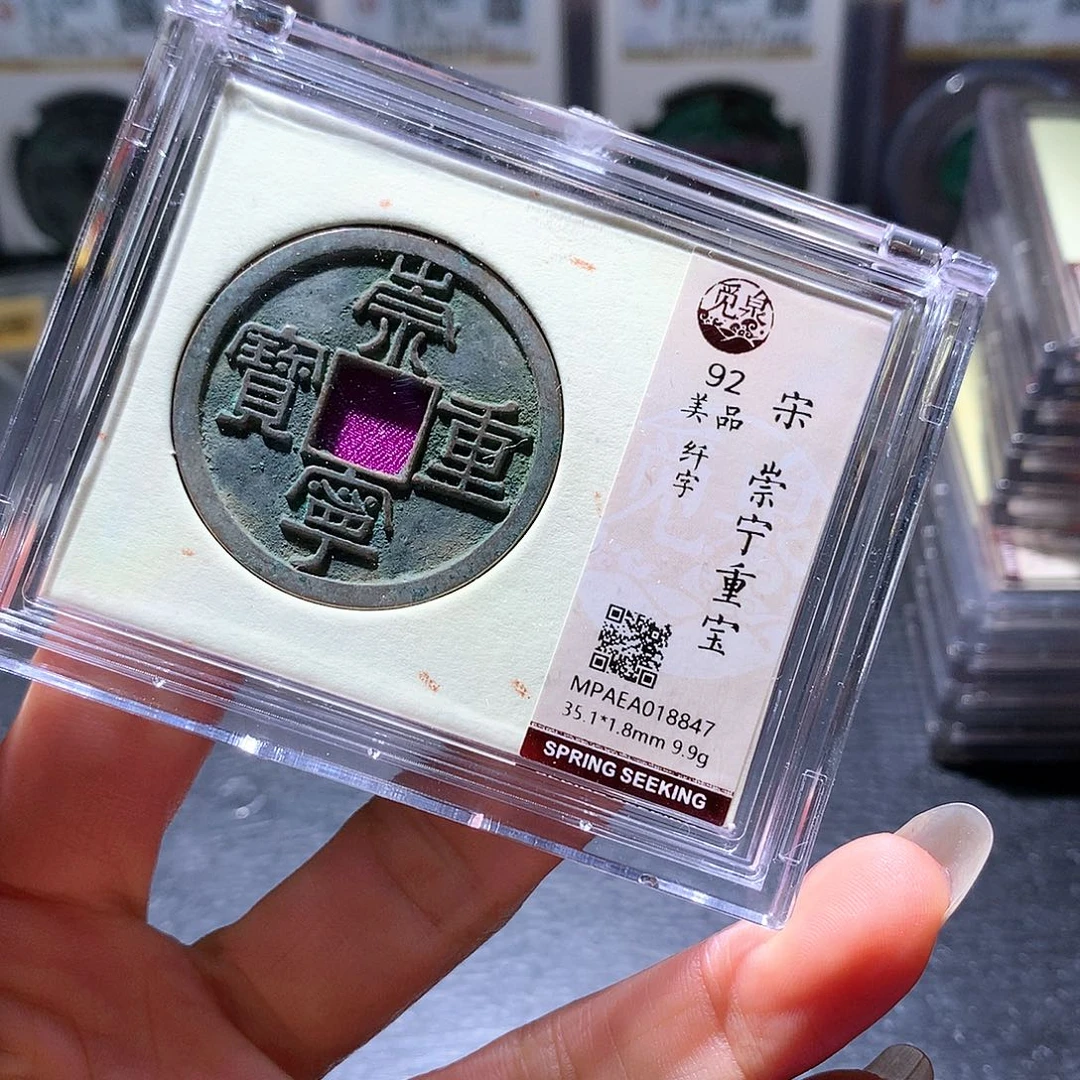 崇
寧
重
寶
觅泉
92
美品
纤字
宋
崇宁重宝
MPAEA018847
35.1*1.8mm 9.9g
SPRING SEEKING